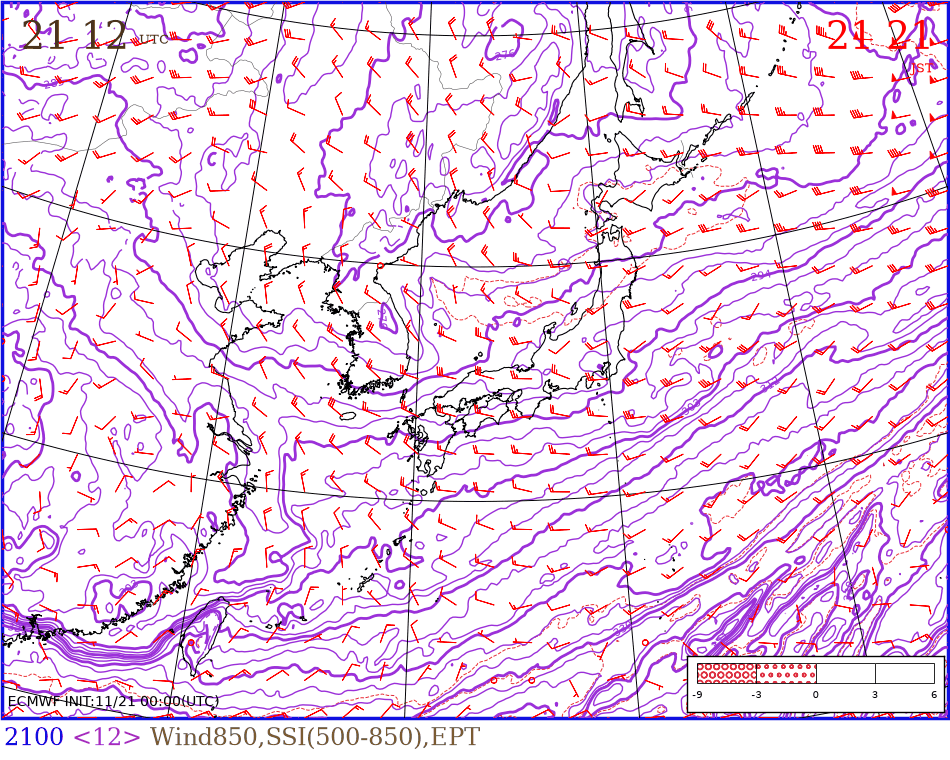 21 12 UTC
21 21
JST
ECMWF INIT:11/21 00:00(UTC)
-9 -3 0 3 6
2100 <12> Wind850,SSI(500-850),EPT